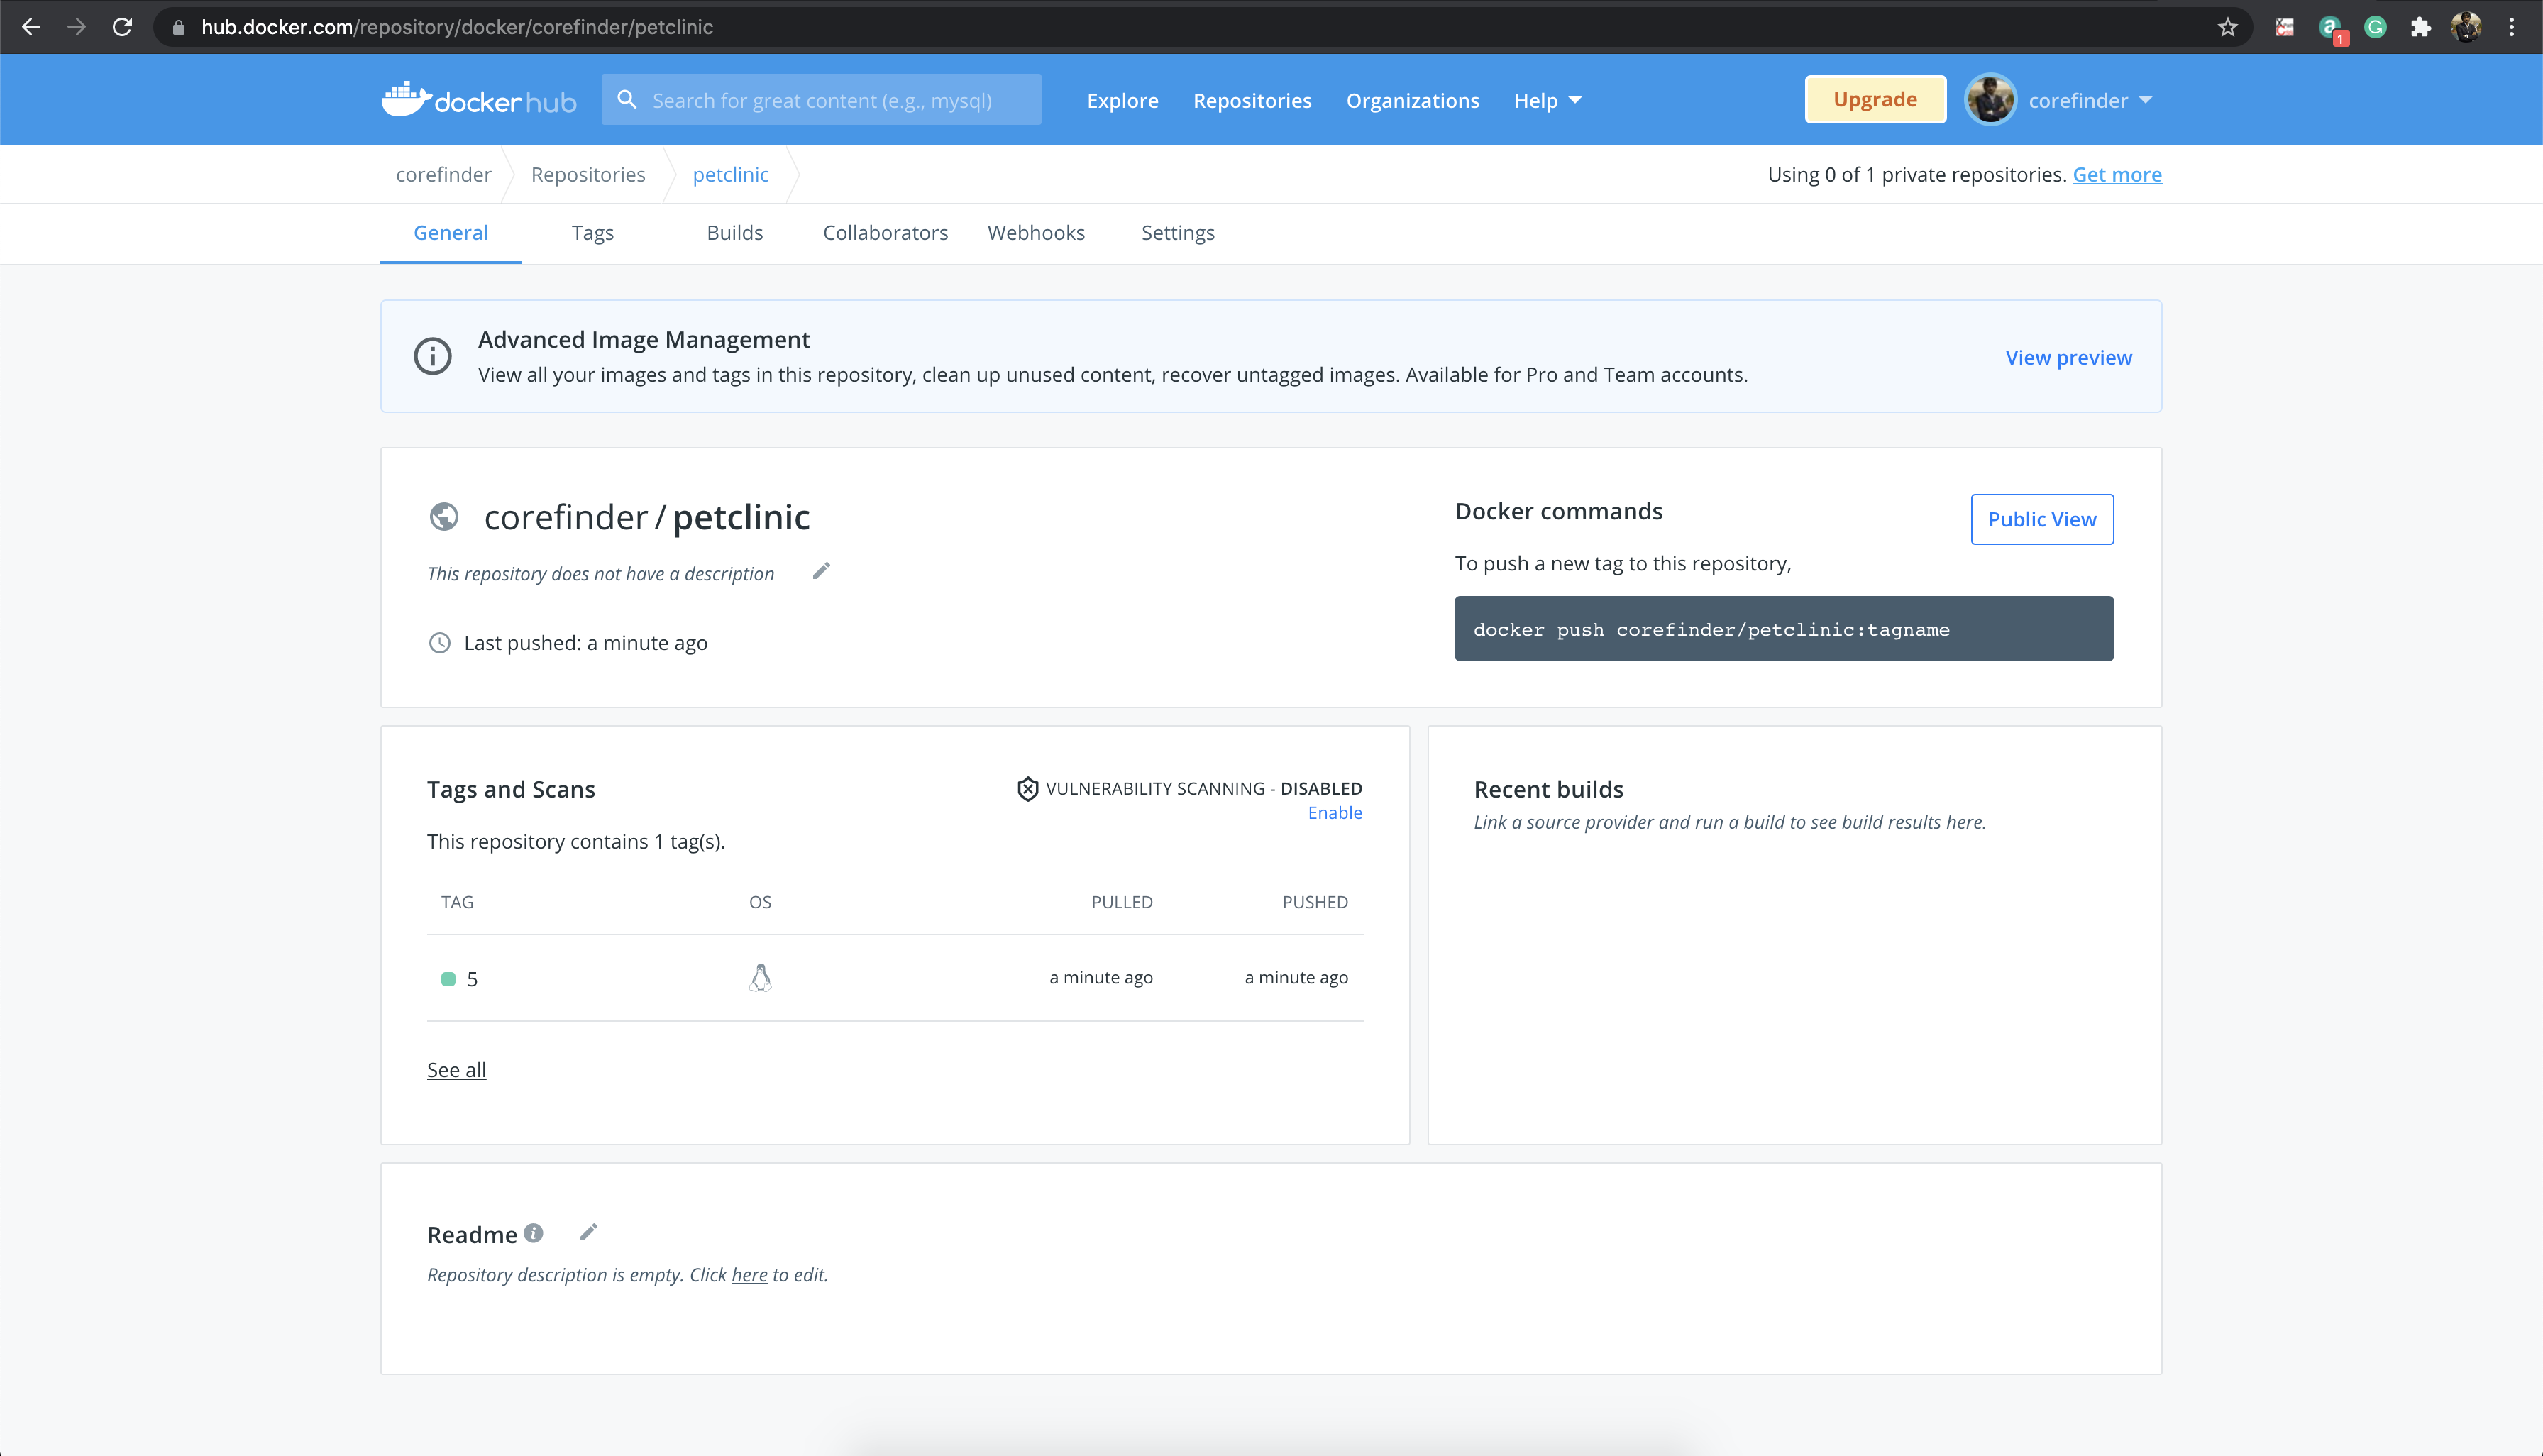 hub.docker.com/repository/docker/corefinder/petclinic
1
docker hub
Search for great content (e.g., mysql)
Explore
Repositories
Organizations
Help
Upgrade
corefinder
corefinder
Repositories
petclinic
Using 0 of 1 private repositories. Get more
General
Tags
Builds
Collaborators
Webhooks
Settings
Advanced Image Management
View all your images and tags in this repository, clean up unused content, recover untagged images. Available for Pro and Team accounts.
View preview
corefinder / petclinic
This repository does not have a description
Last pushed: a minute ago
Docker commands
Public View
To push a new tag to this repository,
docker push corefinder/petclinic:tagname
Tags and Scans
VULNERABILITY SCANNING - DISABLED
Enable
This repository contains 1 tag(s).
TAG
OS
PULLED
PUSHED
5
a minute ago
a minute ago
See all
Recent builds
Link a source provider and run a build to see build results here.
Readme
Repository description is empty. Click here to edit.